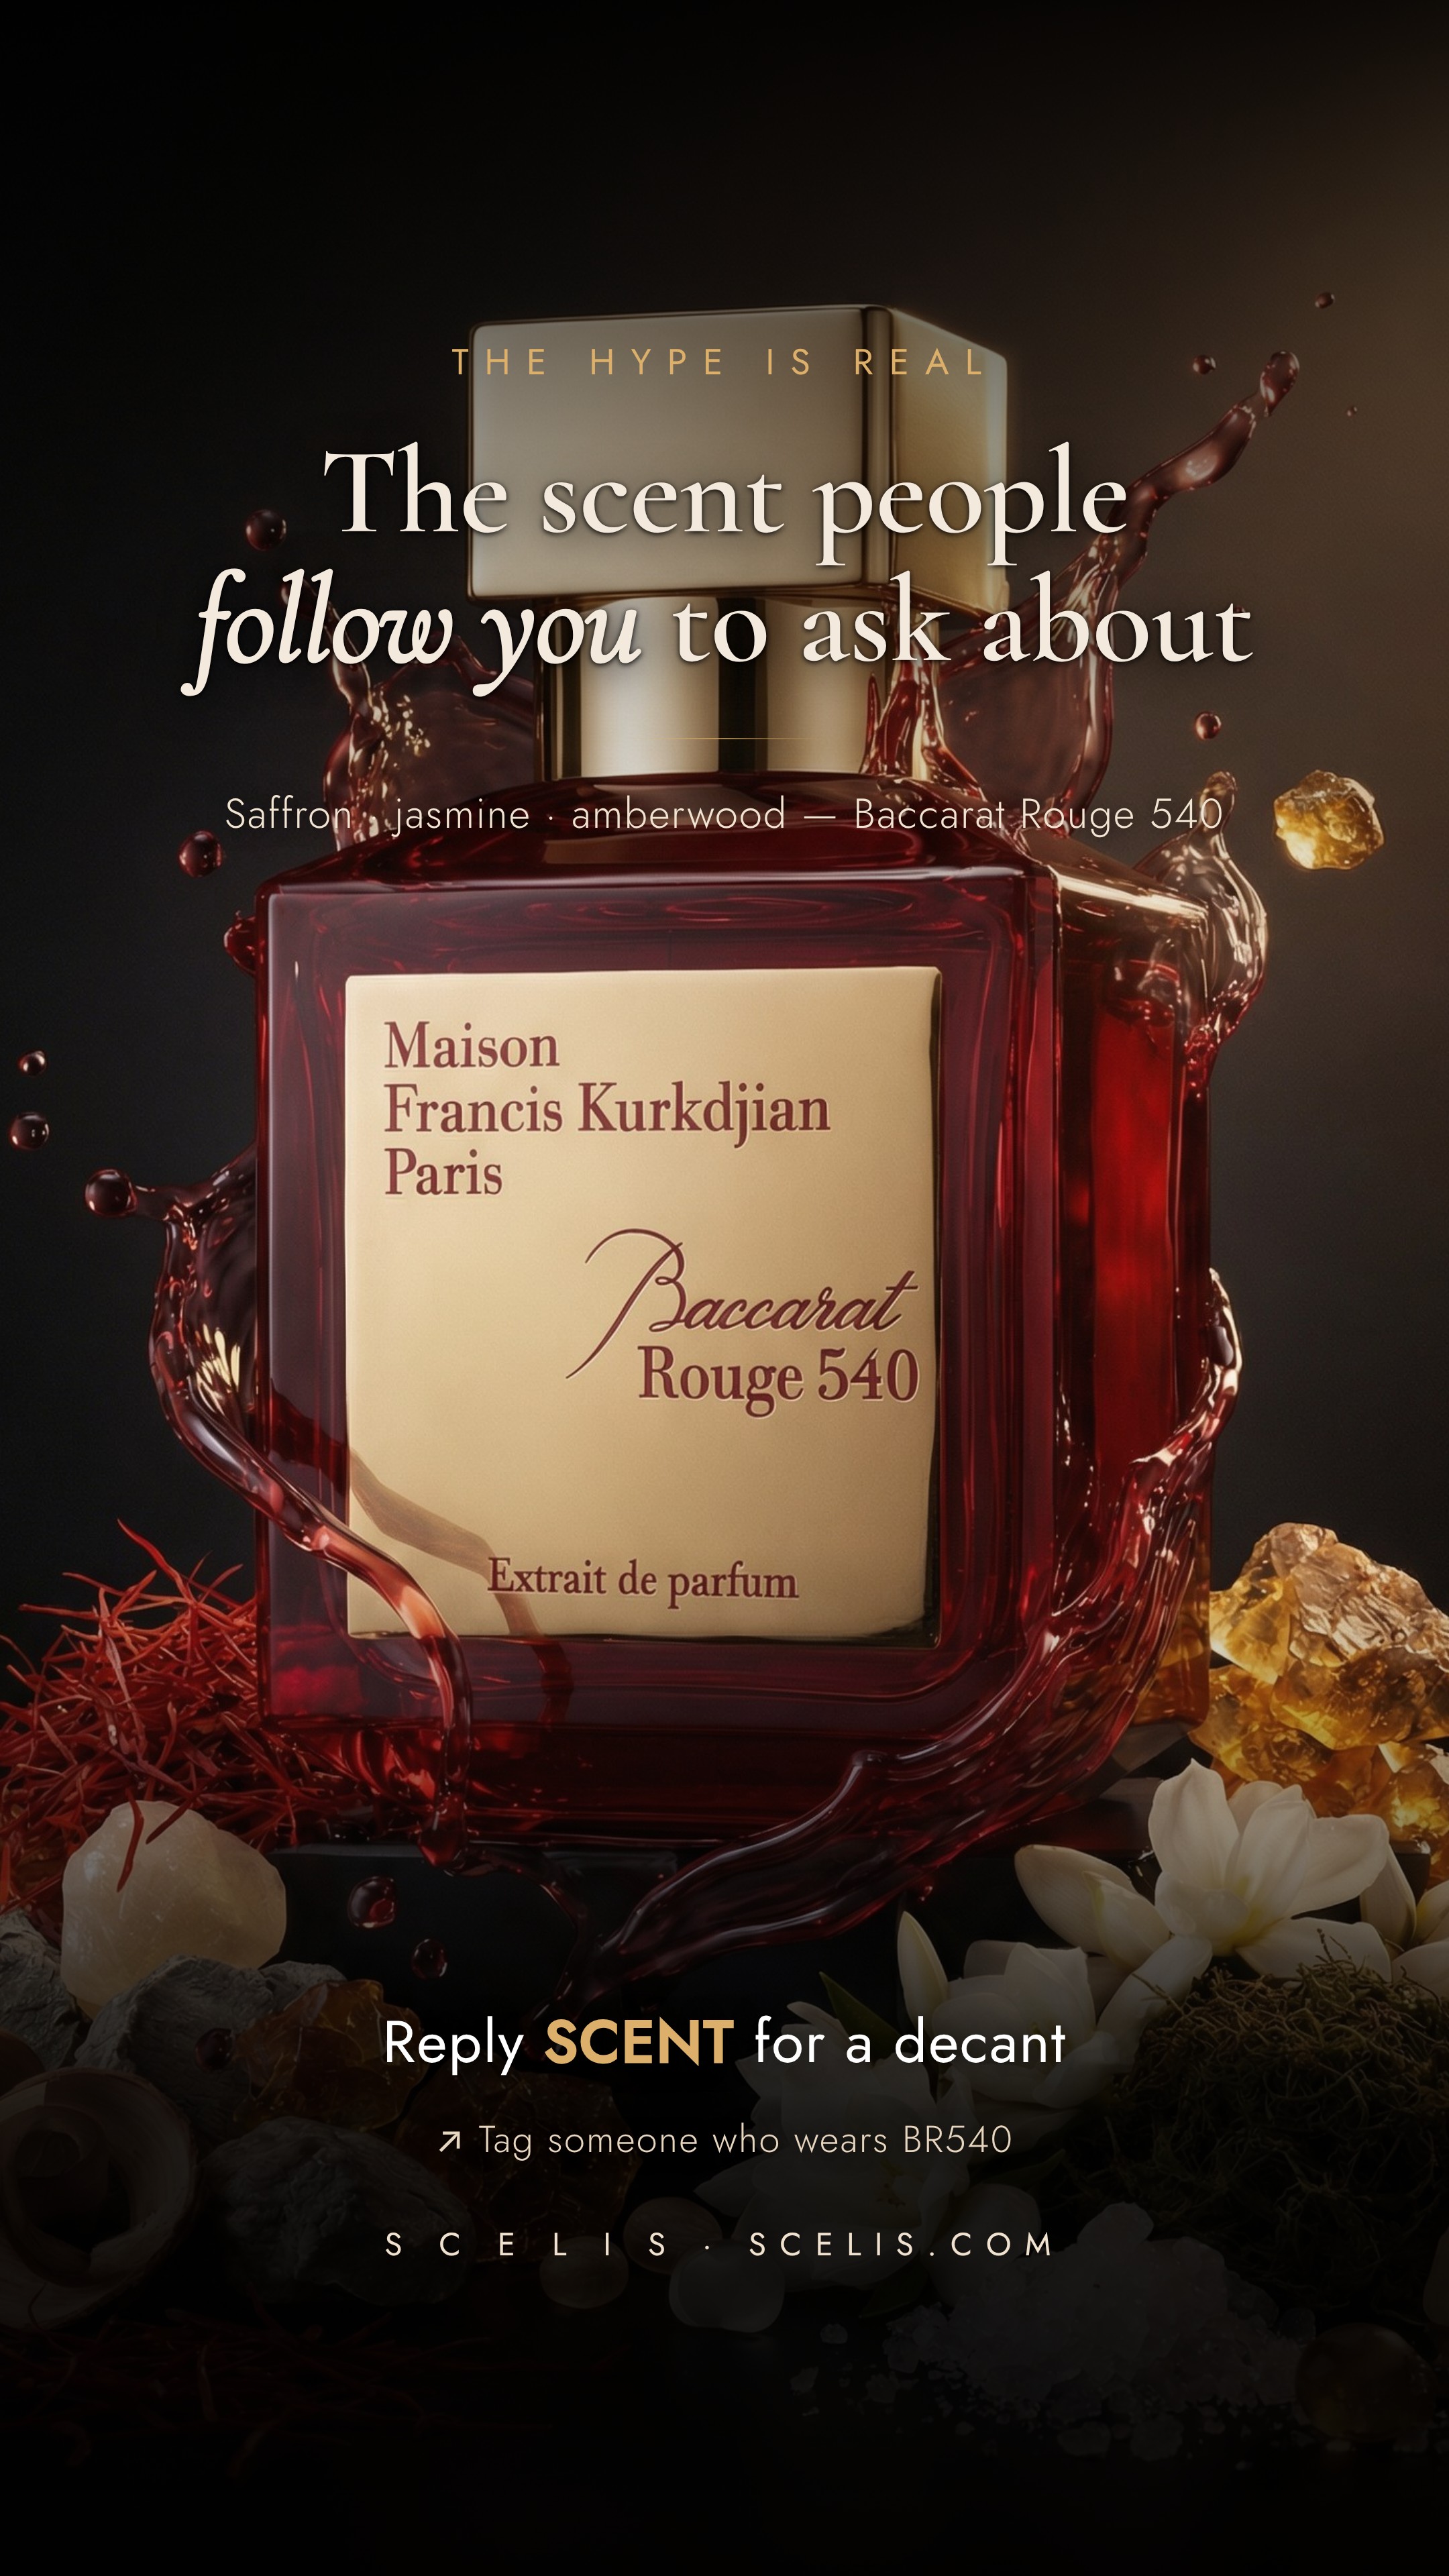 THE HYPE IS REAL
The scent people
follow you to ask about
Saffron · jasmine · amberwood — Baccarat Rouge 540
Maison
Francis Kurkdjian
Paris
Baccarat
Rouge 540
Extrait de parfum
Reply SCENT for a decant
↗ Tag someone who wears BR540
SCELIS · SCELIS.COM